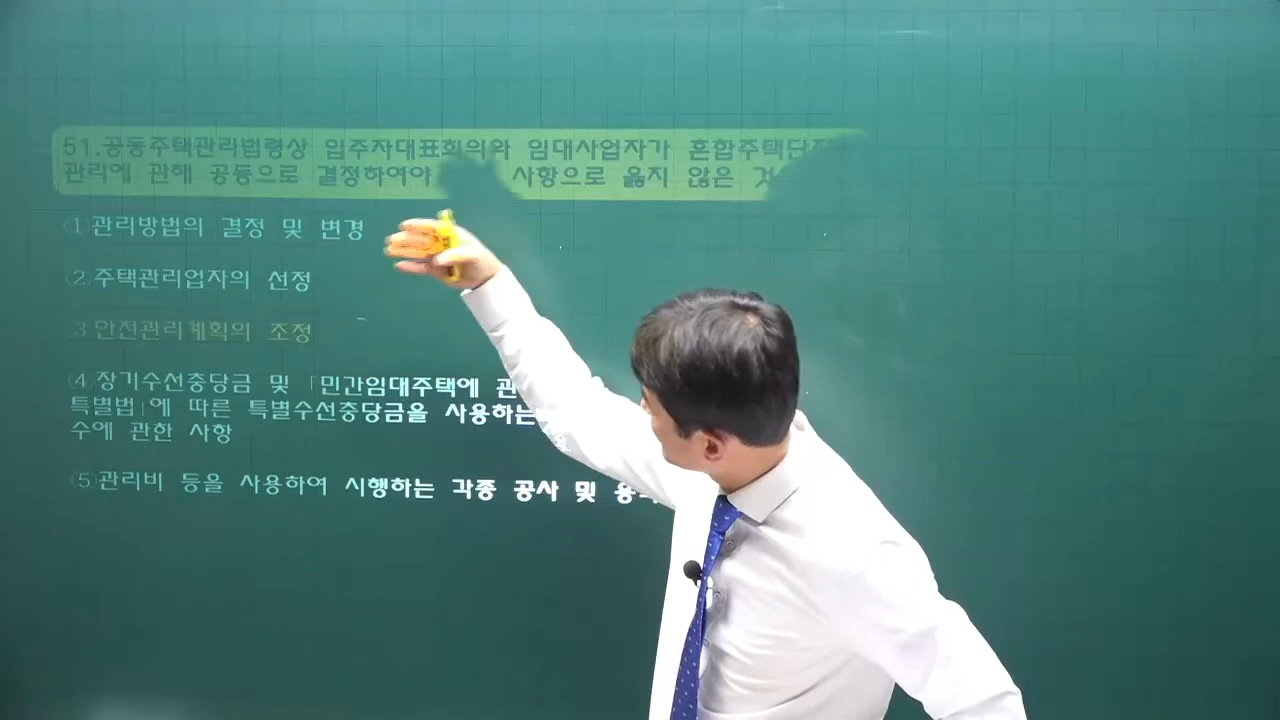 51.공동주택관리법령상 입주자대표회의와 임대사업자가 혼합주택단지
관리에 관해 공동으로 결정하여야 사항으로 옳지 않은 것
(1)관리방법의 결정 및 변경
(2)주택관리업자의 선정
3.안전관리계획의 조정
(4)장기수선충당금 및 「민간임대주택에 관
특별법」에 따른 특별수선충당금을 사용하는
수에 관한 사항
(5)관리비 등을 사용하여 시행하는 각종 공사 및